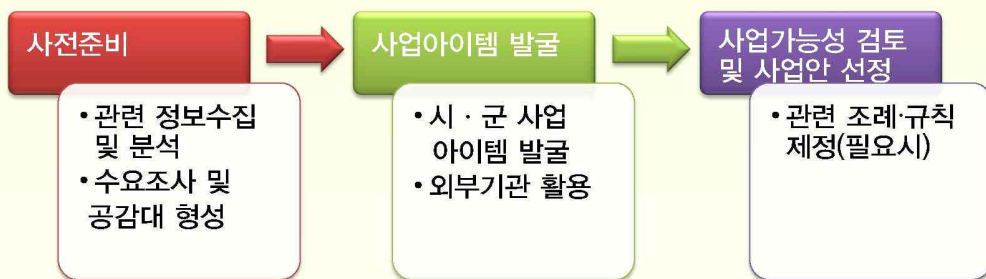 사전준비
• 관련 정보수집
및 분석
• 수요조사 및
공감대 형성
사업아이템 발굴
• 시 · 군 사업
아이템 발굴
• 외부기관 활용
사업가능성 검토
및 사업안 선정
• 관련 조례·규칙
제정(필요시)